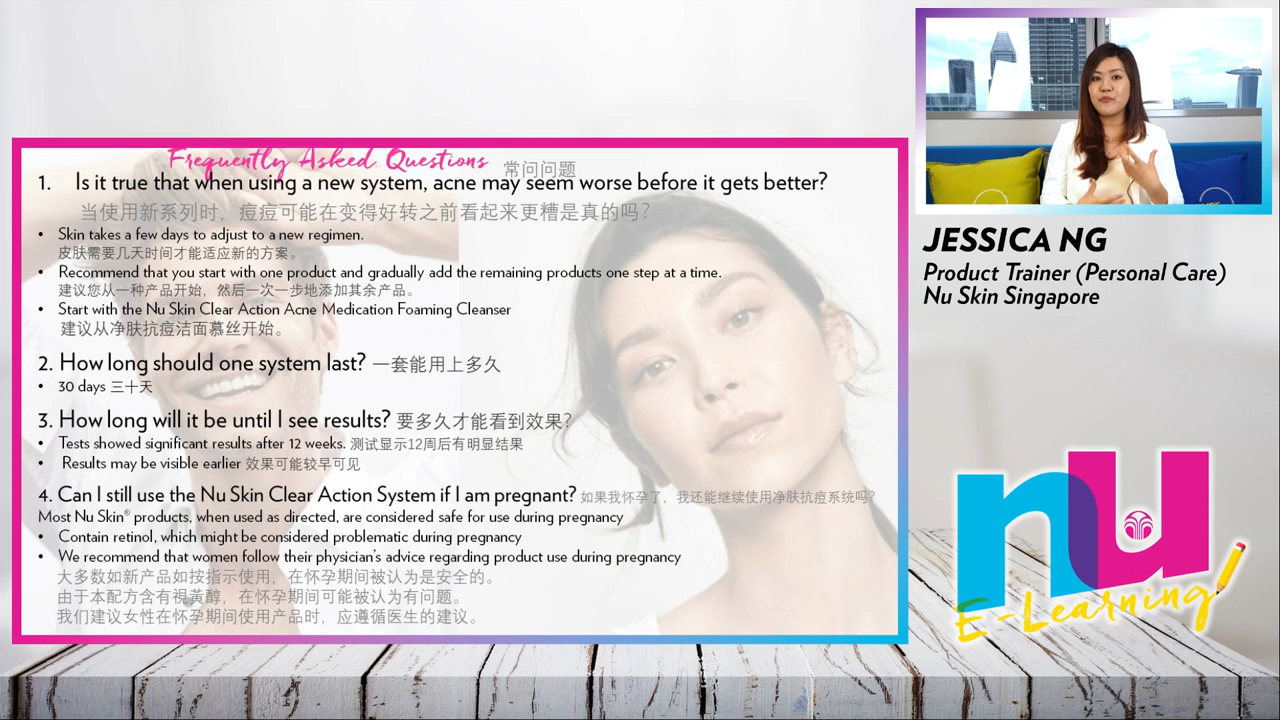 Frequently Asked Questions 常问问题
1. Is it true that when using a new system, acne may seem worse before it gets better?
当使用新系列时，痘痘可能在变得好转之前看起来更糟是真的吗?
• Skin takes a few days to adjust to a new regimen.
皮肤需要几天时间才能适应新的方案。
• Recommend that you start with one product and gradually add the remaining products one step at a time.
建议您从一种产品开始，然后一次一步地添加其余产品。
• Start with the Nu Skin Clear Action Acne Medication Foaming Cleanser
建议从净肤抗痘洁面慕丝开始。
2. How long should one system last? 一套能用上多久
• 30 days 三十天
3. How long will it be until I see results? 要多久才能看到效果?
• Tests showed significant results after 12 weeks. 测试显示12周后有明显结果
• Results may be visible earlier 效果可能较早可见
4. Can I still use the Nu Skin Clear Action System if I am pregnant? 如果我怀孕了，我还能继续使用净肤抗痘系统吗?
Most Nu Skin® products, when used as directed, are considered safe for use during pregnancy
• Contain retinol, which might be considered problematic during pregnancy
• We recommend that women follow their physician's advice regarding product use during pregnancy
大多数如新产品如按指示使用，在怀孕期间被认为是安全的。
由于本配方含有視黃醇，在怀孕期间可能被认为有问题。
我们建议女性在怀孕期间使用产品时，应遵循医生的建议。
JESSICA NG
Product Trainer (Personal Care)
Nu Skin Singapore
nu
E-Learning